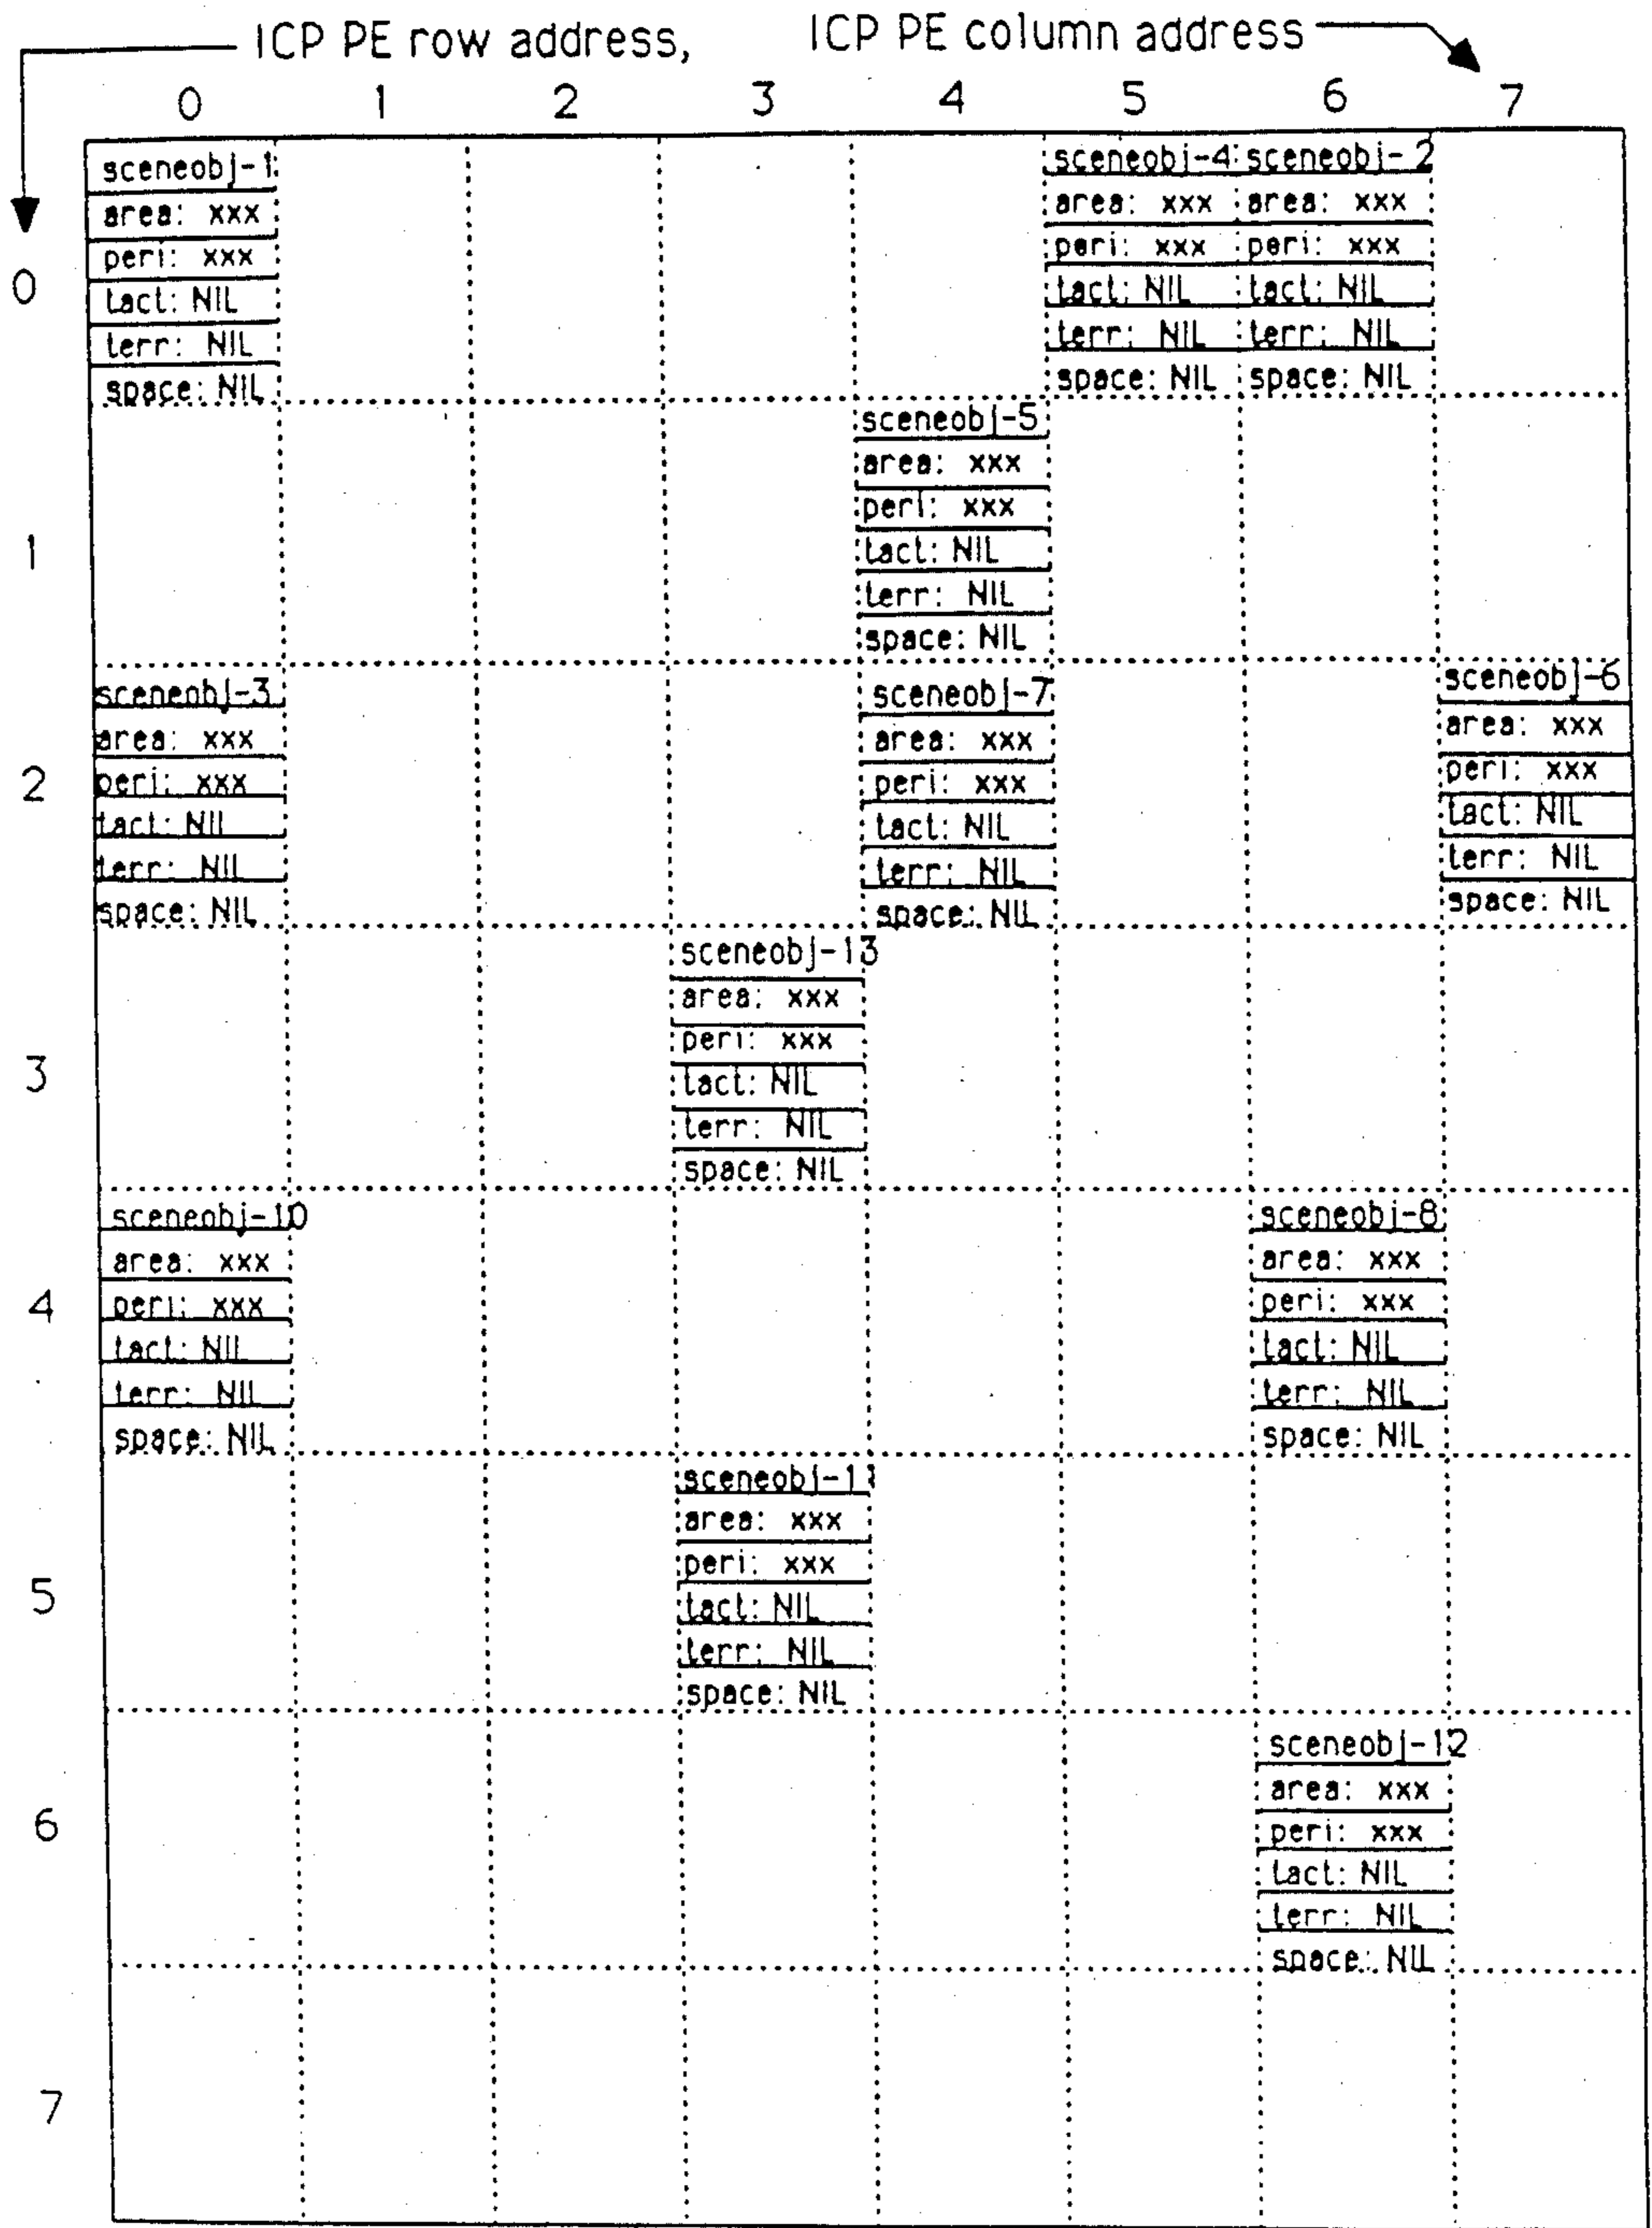 ICP PE row address, ICP PE column address
0 1 2 3 4 5 6 7
sceneobj-1 sceneobj-4 sceneobj-2
area: xxx area: xxx area: xxx
peri: xxx peri: xxx peri: xxx
0
tact: NIL tact: NIL tact: NIL
terr: NIL terr: NIL terr: NIL
space: NIL space: NIL space: NIL
sceneobj-5
area: xxx
peri: xxx
1
tact: NIL
terr: NIL
space: NIL
sceneobj-3 sceneobj-7 sceneobj-6
area: xxx area: xxx area: xxx
2
peri: xxx peri: xxx peri: xxx
tact: NIL tact: NIL tact: NIL
terr: NIL terr: NIL terr: NIL
space: NIL space: NIL space: NIL
sceneobj-13
area: xxx
peri: xxx
3
tact: NIL
terr: NIL
space: NIL
sceneobj-10 sceneobj-8
area: xxx area: xxx
4
peri: xxx peri: xxx
tact: NIL tact: NIL
terr: NIL terr: NIL
space: NIL space: NIL
sceneobj-11
area: xxx
peri: xxx
5
tact: NIL
terr: NIL
space: NIL
sceneobj-12
area: xxx
6
peri: xxx
tact: NIL
terr: NIL
space: NIL
7